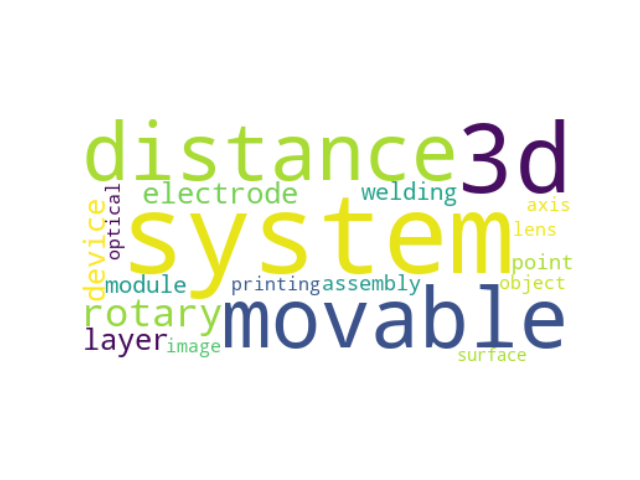 distance 3d
electrode welding
device optical system axis
lens
point
module printing assembly object
rotary movable
layer image
surface